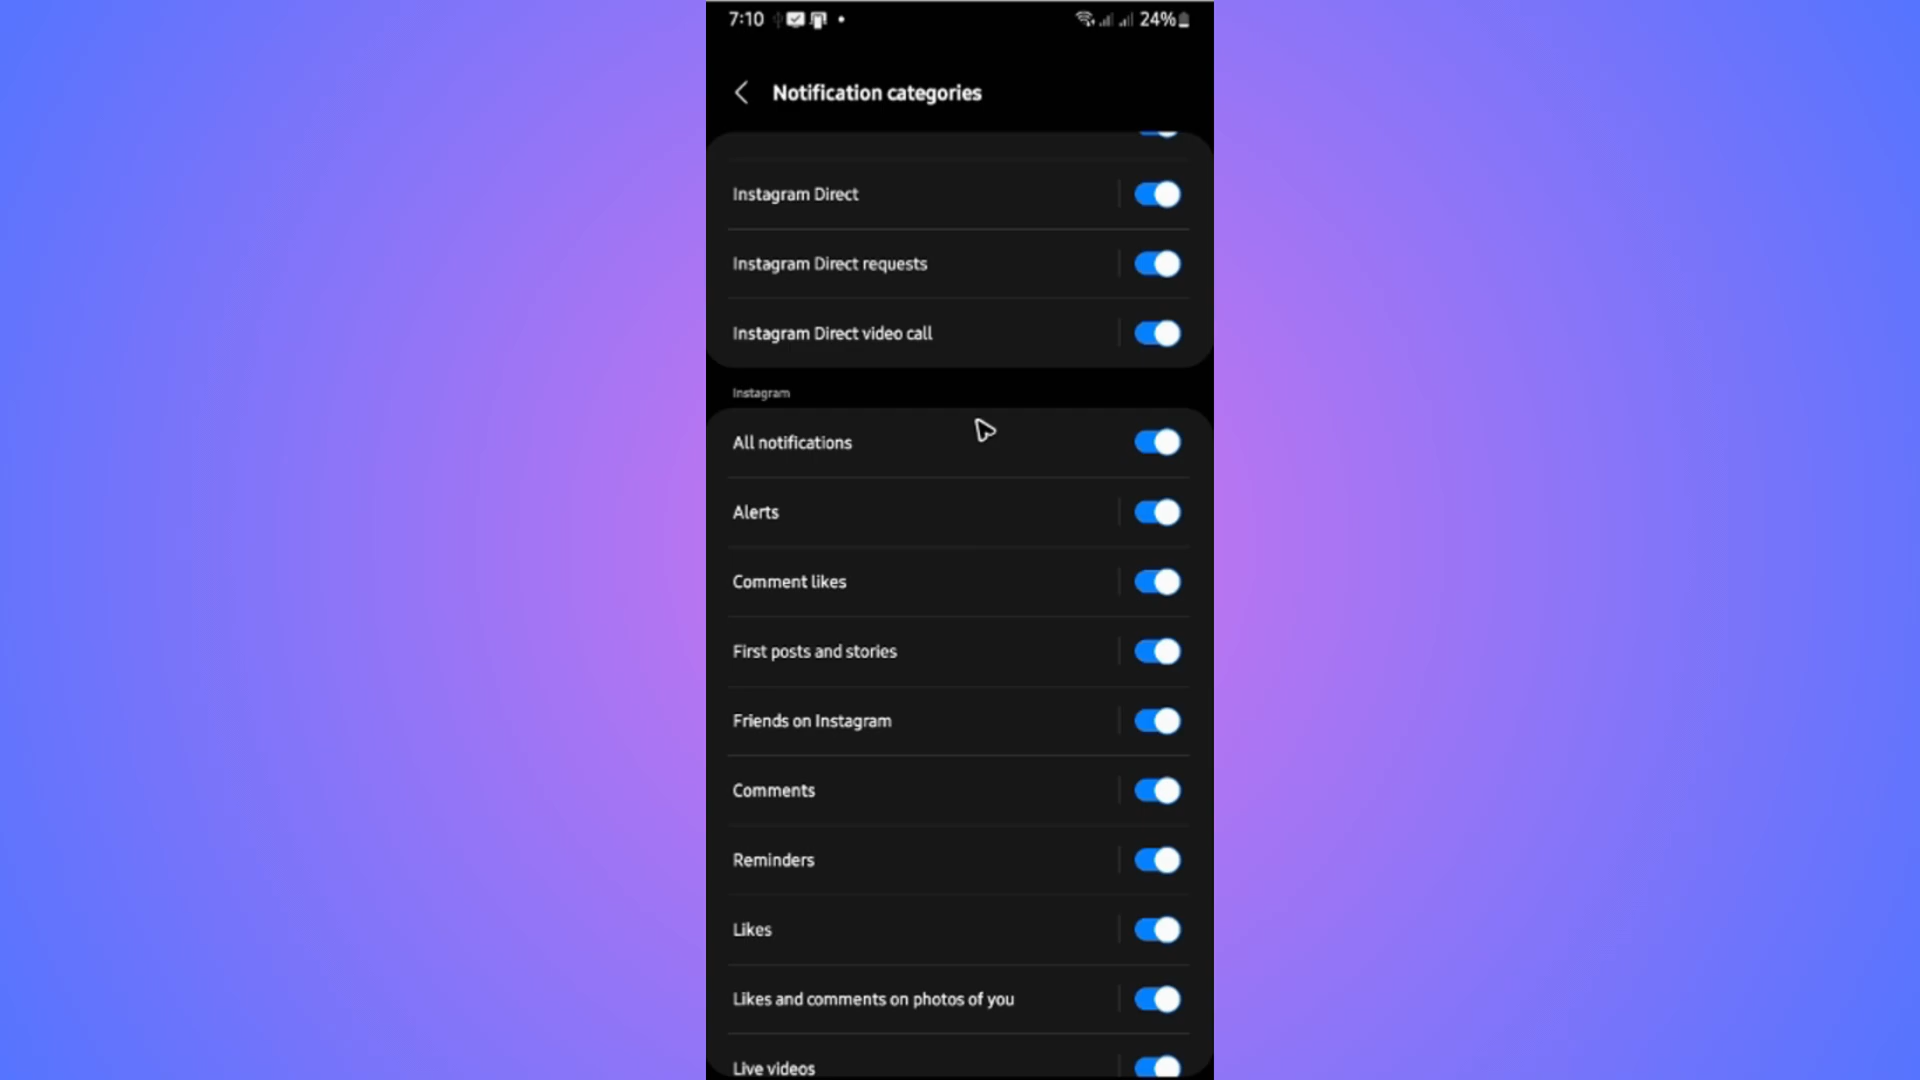 7:10
24%
Notification categories
Instagram Direct
Instagram Direct requests
Instagram Direct video call
Instagram
All notifications
Alerts
Comment likes
First posts and stories
Friends on Instagram
Comments
Reminders
Likes
Likes and comments on photos of you
Live videos